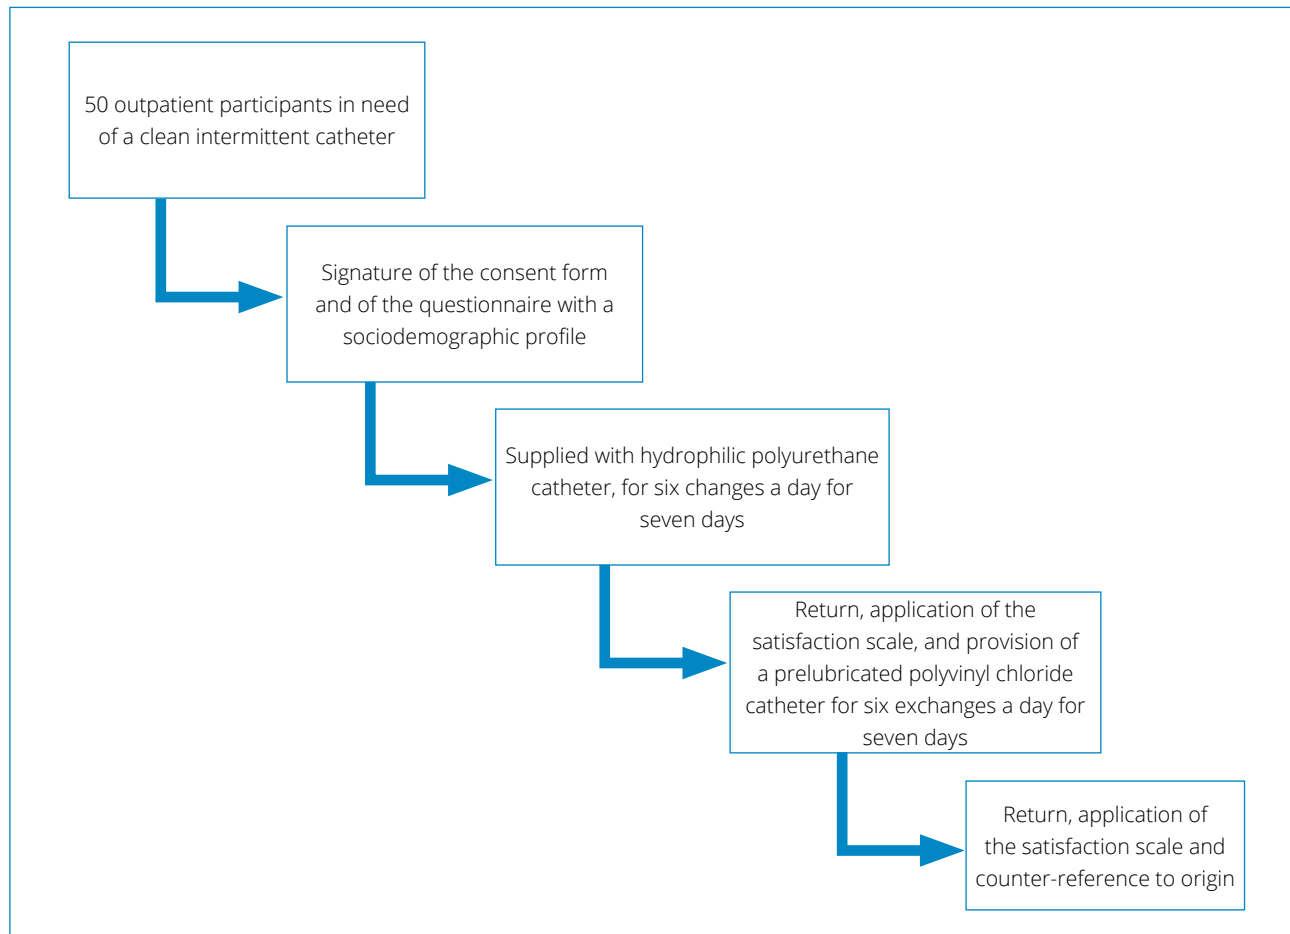 50 outpatient participants in need
of a clean intermittent catheter
Signature of the consent form
and of the questionnaire with a
sociodemographic profile
Supplied with hydrophilic polyurethane
catheter, for six changes a day for
seven days
Return, application of the
satisfaction scale, and provision of
a prelubricated polyvinyl chloride
catheter for six exchanges a day for
seven days
Return, application of
the satisfaction scale and
counter-reference to origin